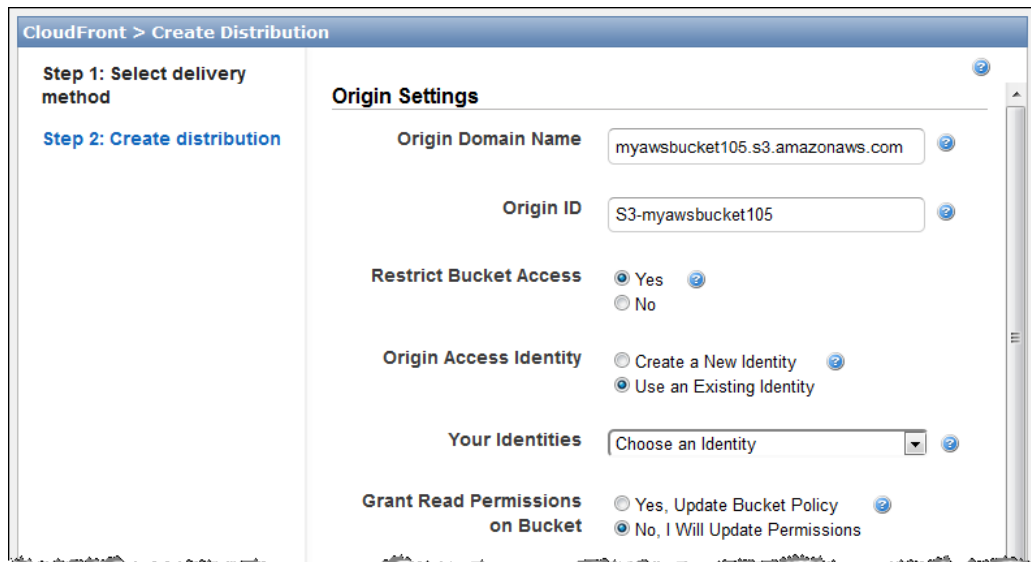 CloudFront > Create Distribution
Step 1: Select delivery
method
Step 2: Create distribution
Origin Settings
Origin Domain Name
myawsbucket105.s3.amazonaws.com
Origin ID
S3-myawsbucket105
Restrict Bucket Access
Yes
No
Origin Access Identity
Create a New Identity
Use an Existing Identity
Your Identities
Choose an Identity
Grant Read Permissions
on Bucket
Yes, Update Bucket Policy
No, I Will Update Permissions